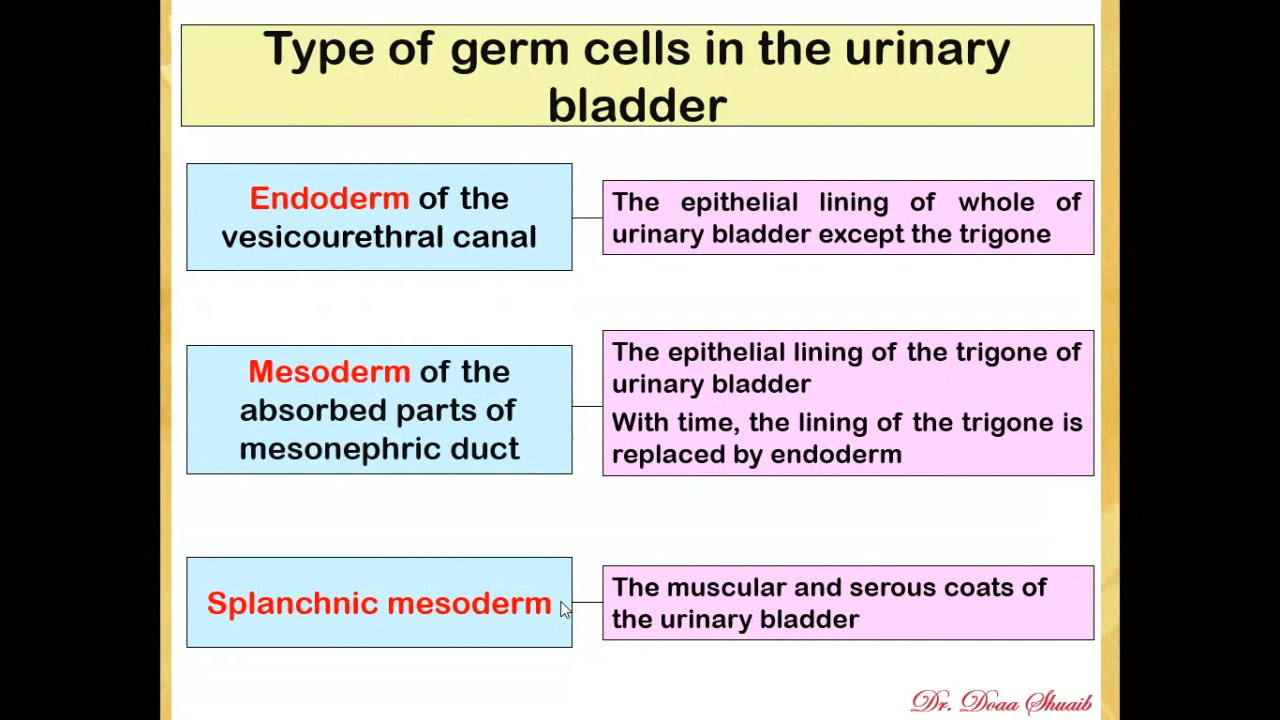 Type of germ cells in the urinary
bladder
Endoderm of the
vesicourethral canal
The epithelial lining of whole of
urinary bladder except the trigone
Mesoderm of the
absorbed parts of
mesonephric duct
The epithelial lining of the trigone of
urinary bladder
With time, the lining of the trigone is
replaced by endoderm
Splanchnic mesoderm
The muscular and serous coats of
the urinary bladder
Dr. Doaa Shuaib